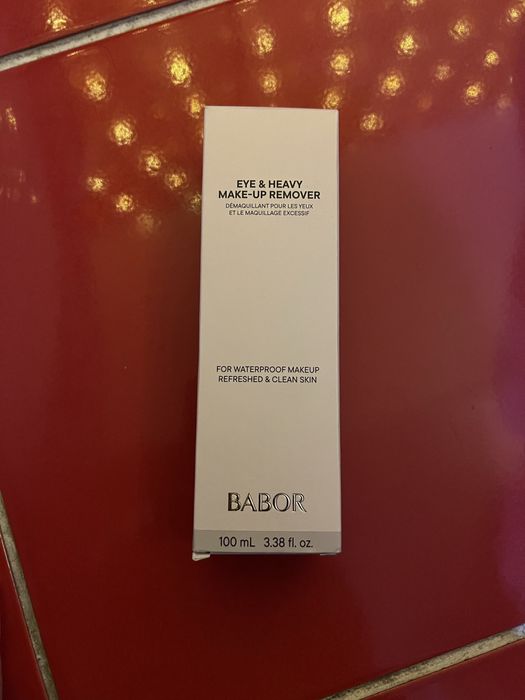 EYE & HEAVY
MAKE-UP REMOVER
DÉMAQUILLANT POUR LES YEUX
ET LE MAQUILLAGE EXCESSIF
FOR WATERPROOF MAKEUP
REFRESHED & CLEAN SKIN
BABOR
100 mL 3.38 fl. oz.